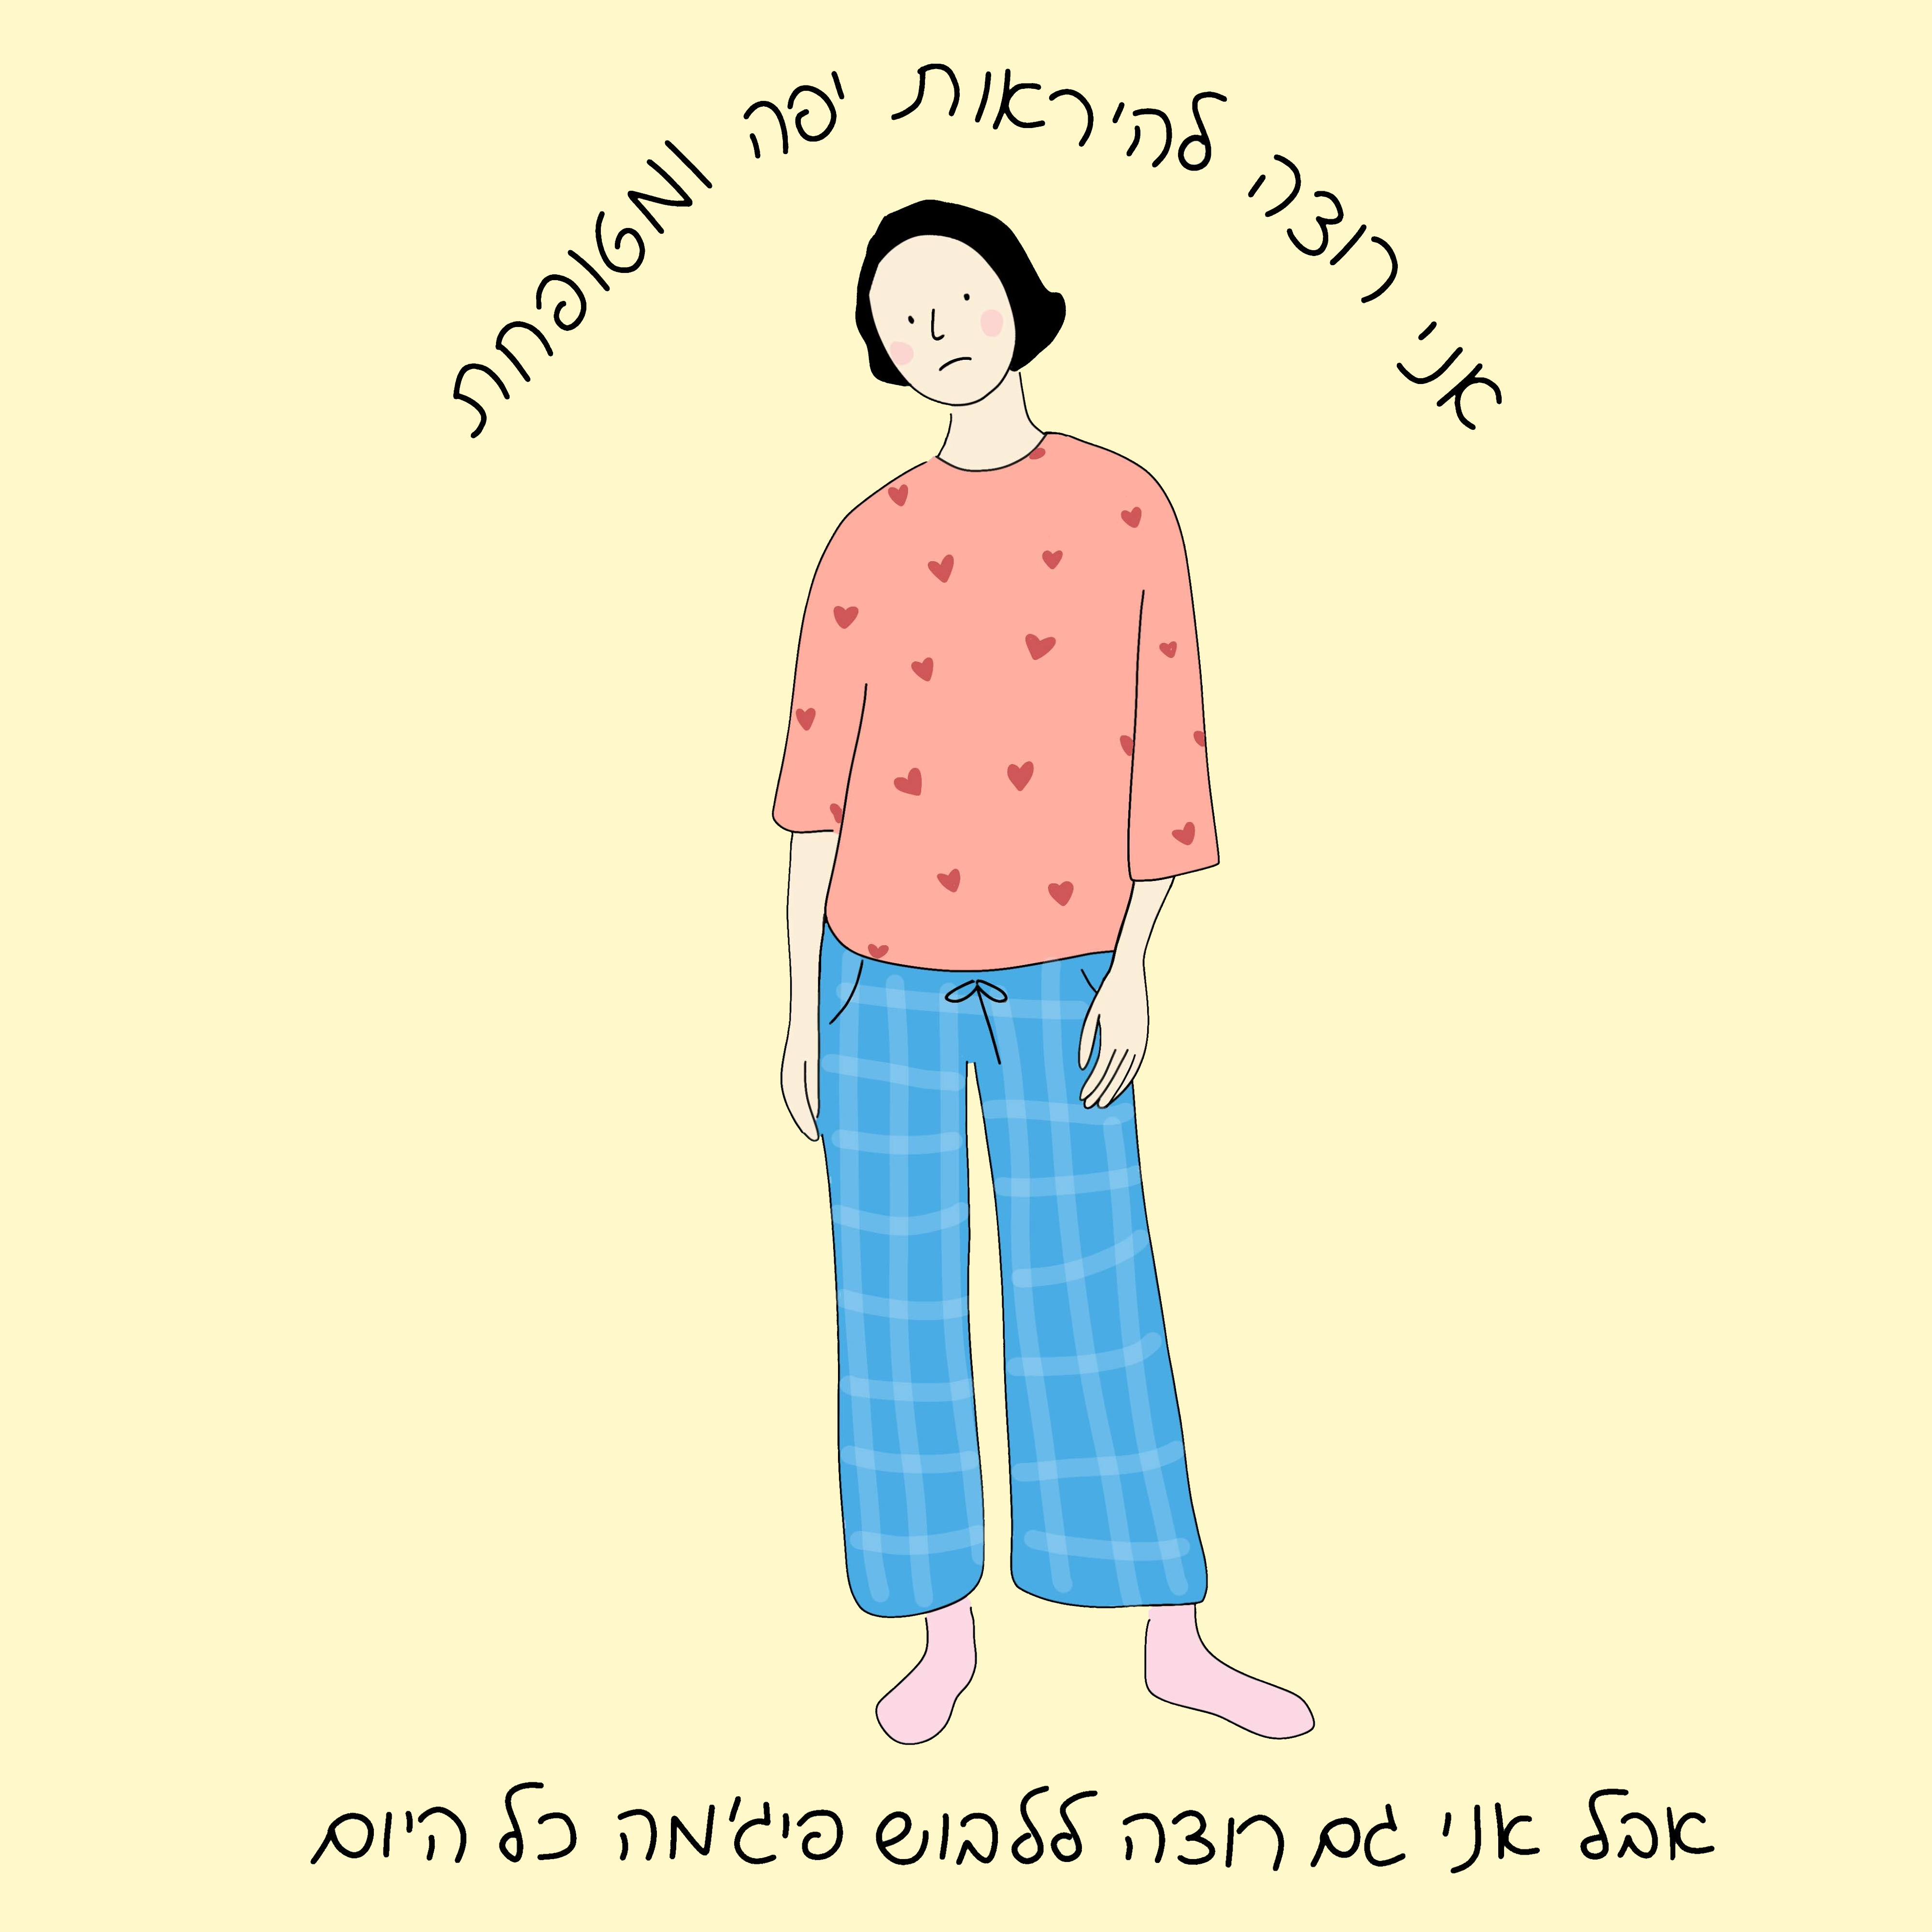 אני רוצה להיראות יפה ומטופחת
אבל אני גם רוצה ללבוש פיג'מה כל היום